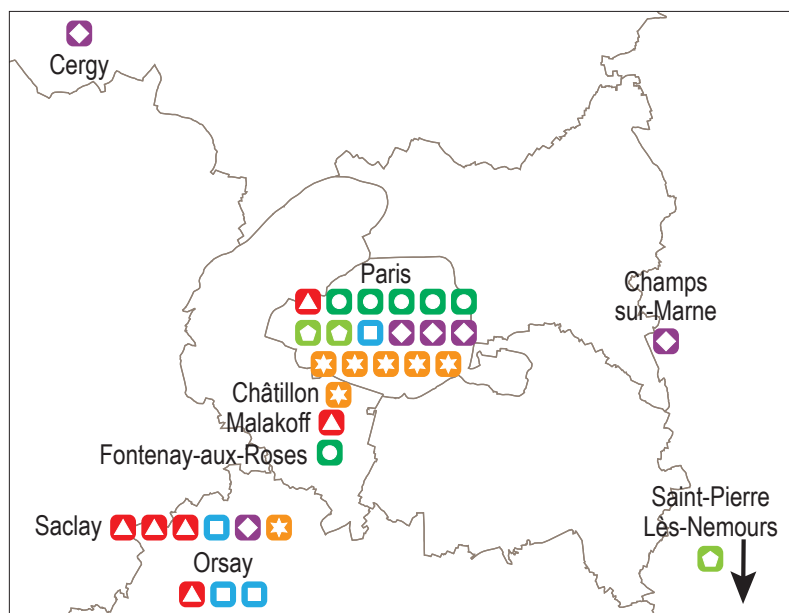 Cergy
Paris
Champs
sur-Marne
Châtillon
Malakoff
Fontenay-aux-Roses
Saclay
Orsay
Saint-Pierre
Lès-Nemours